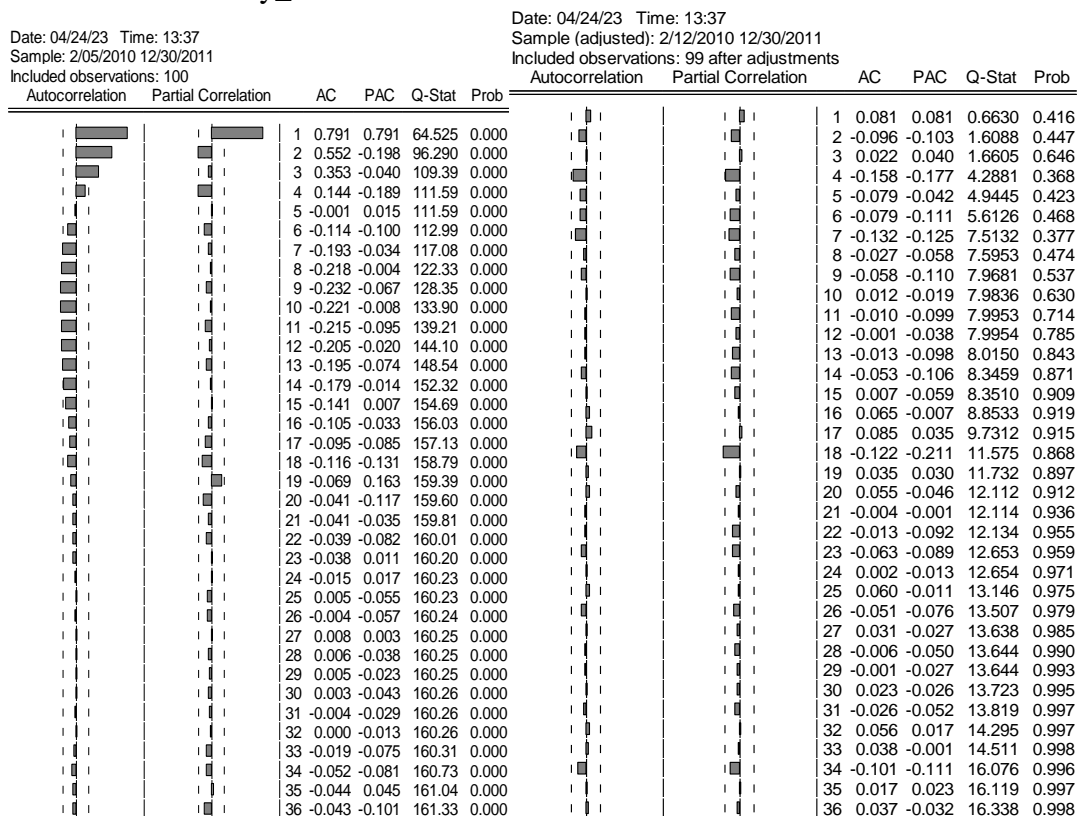 y_
Date: 04/24/23 Time: 13:37
Sample: 2/05/2010 12/30/2011
Included observations: 100
Autocorrelation Partial Correlation AC PAC Q-Stat Prob
1 0.791 0.791 64.525 0.000
2 0.552 -0.198 96.290 0.000
3 0.353 -0.040 109.39 0.000
4 0.144 -0.189 111.59 0.000
5 -0.001 0.015 111.59 0.000
6 -0.114 -0.100 112.99 0.000
7 -0.193 -0.034 117.08 0.000
8 -0.218 -0.004 122.33 0.000
9 -0.232 -0.067 128.35 0.000
10 -0.221 -0.008 133.90 0.000
11 -0.215 -0.095 139.21 0.000
12 -0.205 -0.020 144.10 0.000
13 -0.195 -0.074 148.54 0.000
14 -0.179 -0.014 152.32 0.000
15 -0.141 0.007 154.69 0.000
16 -0.105 -0.033 156.03 0.000
17 -0.095 -0.085 157.13 0.000
18 -0.116 -0.131 158.79 0.000
19 -0.069 0.163 159.39 0.000
20 -0.041 -0.117 159.60 0.000
21 -0.041 -0.035 159.81 0.000
22 -0.039 -0.082 160.01 0.000
23 -0.038 0.011 160.20 0.000
24 -0.015 0.017 160.23 0.000
25 0.005 -0.055 160.23 0.000
26 -0.004 -0.057 160.24 0.000
27 0.008 0.003 160.25 0.000
28 0.006 -0.038 160.25 0.000
29 0.005 -0.023 160.25 0.000
30 0.003 -0.043 160.26 0.000
31 -0.004 -0.029 160.26 0.000
32 0.000 -0.013 160.26 0.000
33 -0.019 -0.075 160.31 0.000
34 -0.052 -0.081 160.73 0.000
35 -0.044 0.045 161.04 0.000
36 -0.043 -0.101 161.33 0.000
Date: 04/24/23 Time: 13:37
Sample (adjusted): 2/12/2010 12/30/2011
Included observations: 99 after adjustments
Autocorrelation Partial Correlation AC PAC Q-Stat Prob
1 0.081 0.081 0.6630 0.416
2 -0.096 -0.103 1.6088 0.447
3 0.022 0.040 1.6605 0.646
4 -0.158 -0.177 4.2881 0.368
5 -0.079 -0.042 4.9445 0.423
6 -0.079 -0.111 5.6126 0.468
7 -0.132 -0.125 7.5132 0.377
8 -0.027 -0.058 7.5953 0.474
9 -0.058 -0.110 7.9681 0.537
10 0.012 -0.019 7.9836 0.630
11 -0.010 -0.099 7.9953 0.714
12 -0.001 -0.038 7.9954 0.785
13 -0.013 -0.098 8.0150 0.843
14 -0.053 -0.106 8.3459 0.871
15 0.007 -0.059 8.3510 0.909
16 0.065 -0.007 8.8533 0.919
17 0.085 0.035 9.7312 0.915
18 -0.122 -0.211 11.575 0.868
19 0.035 0.030 11.732 0.897
20 0.055 -0.046 12.112 0.912
21 -0.004 -0.001 12.114 0.936
22 -0.013 -0.092 12.134 0.955
23 -0.063 -0.089 12.653 0.959
24 0.002 -0.013 12.654 0.971
25 0.060 -0.011 13.146 0.975
26 -0.051 -0.076 13.507 0.979
27 0.031 -0.027 13.638 0.985
28 -0.006 -0.050 13.644 0.990
29 -0.001 -0.027 13.644 0.993
30 0.023 -0.026 13.723 0.995
31 -0.026 -0.052 13.819 0.997
32 0.056 0.017 14.295 0.997
33 0.038 -0.001 14.511 0.998
34 -0.101 -0.111 16.076 0.996
35 0.017 0.023 16.119 0.997
36 0.037 -0.032 16.338 0.998